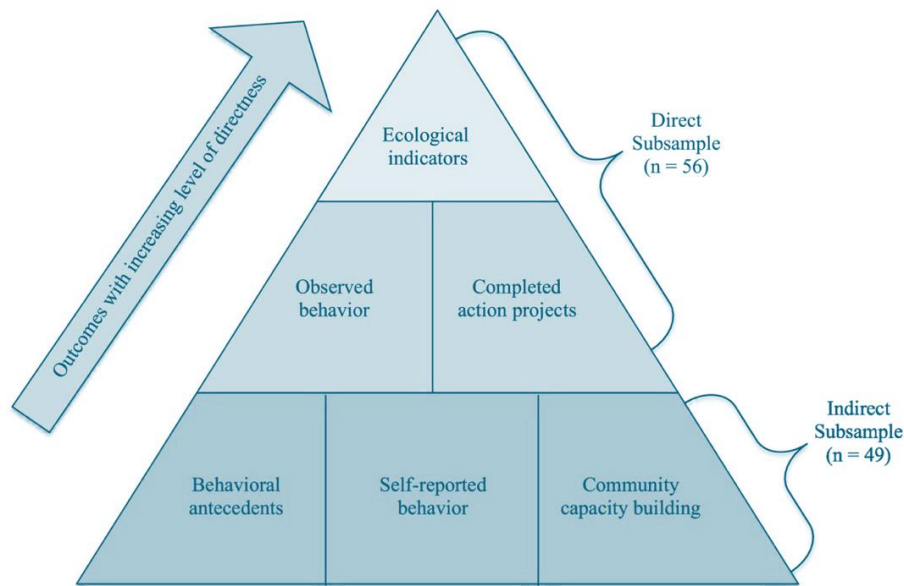 Outcomes with increasing level of directness
Ecological
indicators
Direct
Subsample
(n = 56)
Observed
behavior
Completed
action projects
Indirect
Subsample
(n = 49)
Behavioral
antecedents
Self-reported
behavior
Community
capacity building